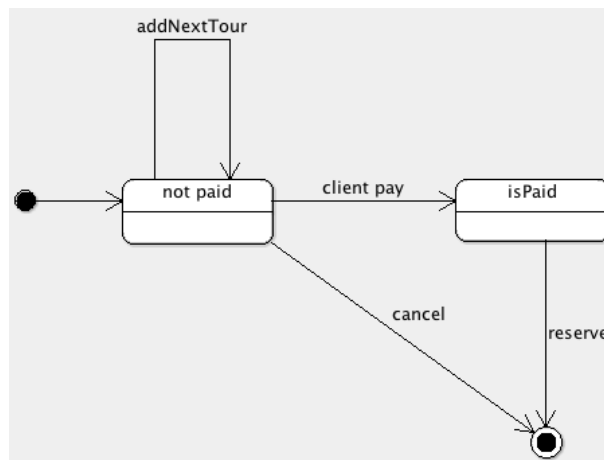 addNextTour
not paid
client pay
isPaid
cancel
reserve